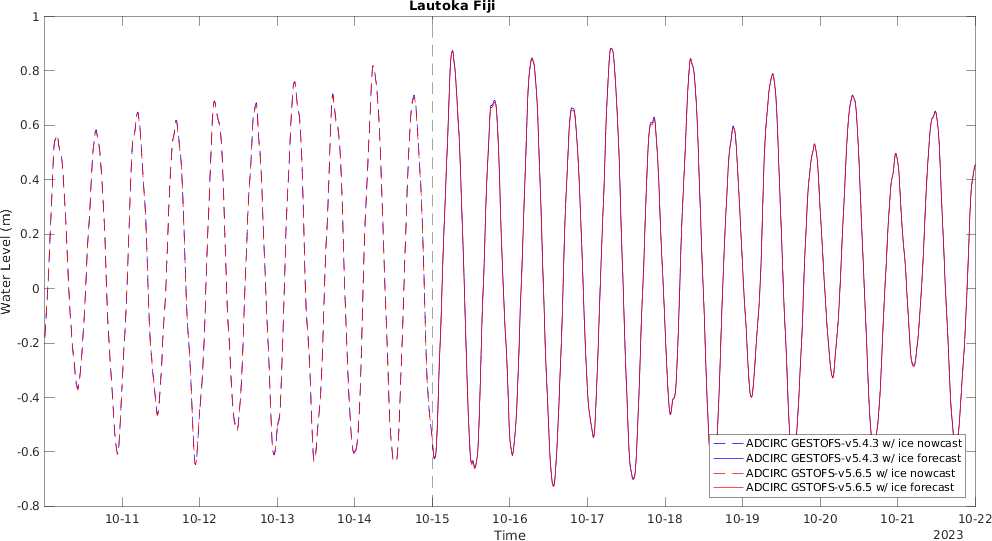 Lautoka Fiji
1
0.8
0.6
0.4
0.2
0
-0.2
-0.4
-0.6
-0.8
Water Level (m)
ADCIRC GESTOFS-v5.4.3 w/ ice nowcast
ADCIRC GESTOFS-v5.4.3 w/ ice forecast
ADCIRC GSTOFS-v5.6.5 w/ ice nowcast
ADCIRC GSTOFS-v5.6.5 w/ ice forecast
10-11 10-12 10-13 10-14 10-15 10-16 10-17 10-18 10-19 10-20 10-21 10-22
Time
2023